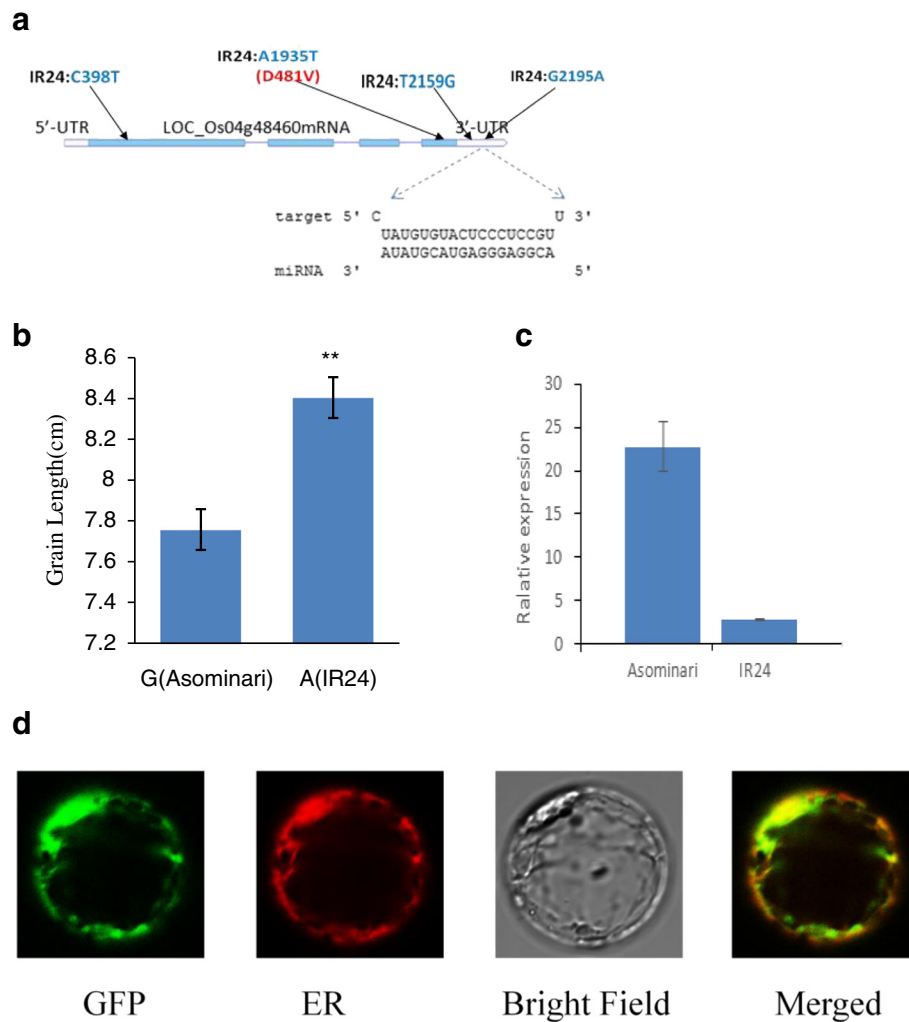 a
IR24:A1935T
(D481V)
IR24:C398T
IR24:T2159G
IR24:G2195A
5'-UTR LOC_Os04g48460mRNA 3'-UTR
target 5' C U 3'
UAUGUGUACUCCCUCCGU
AUAUGCAUGAGGGAGGCA
miRNA 3' 5'
b
8.6
8.4
8.2
8
7.8
7.6
7.4
7.2
Grain Length(cm)
**
G(Asominari) A(IR24)
c
30
25
20
15
10
5
0
Ralative expression
Asominari IR24
d
GFP ER Bright Field Merged